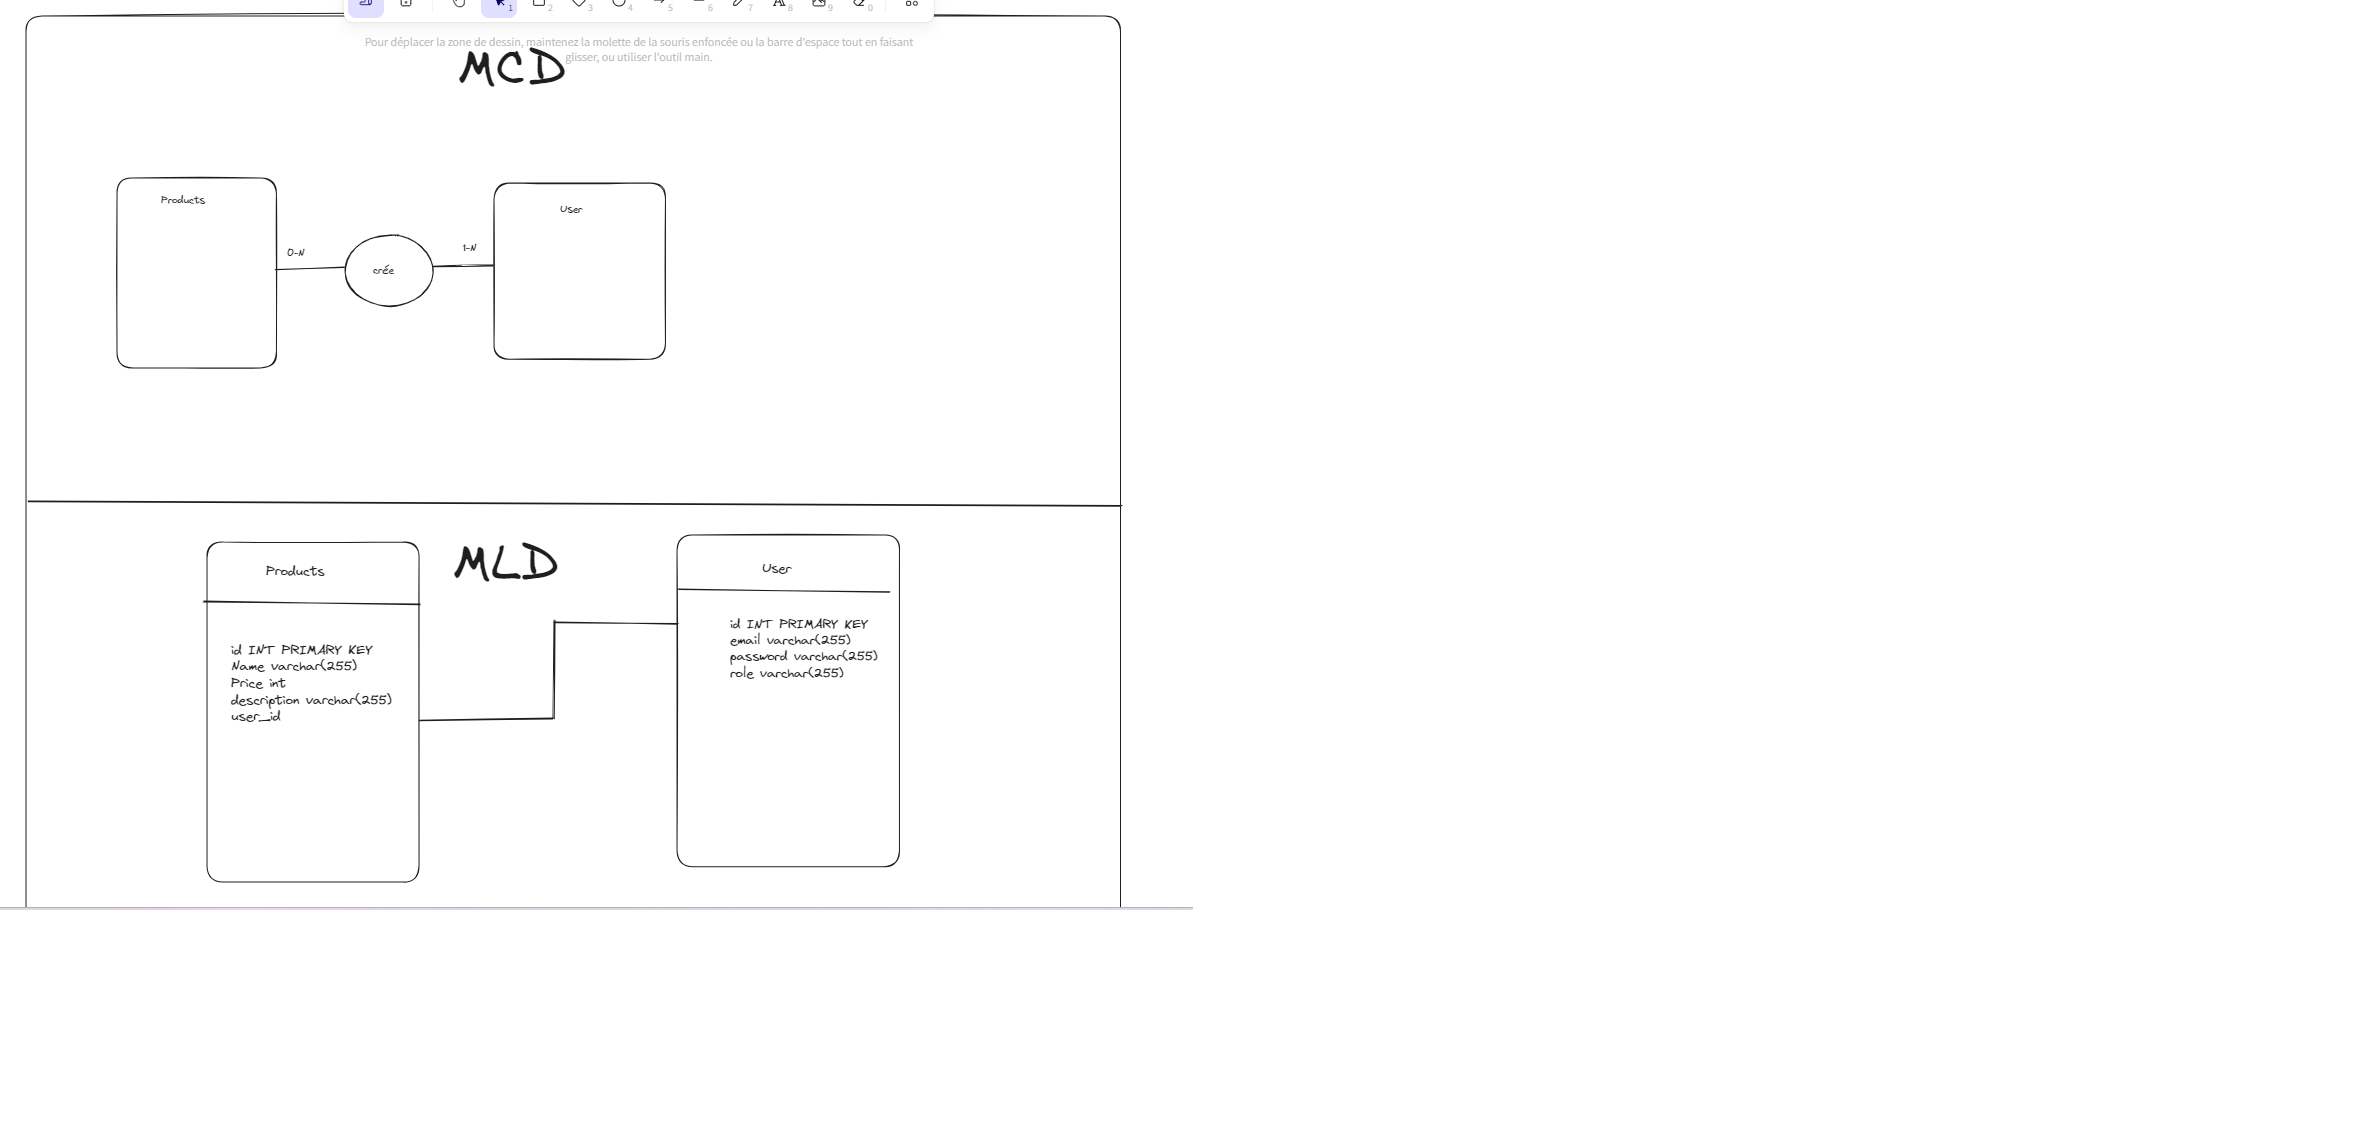 1 2 3 4 5 6 7 8 9 0
Pour déplacer la zone de dessin, maintenez la molette de la souris enfoncée ou la barre d'espace tout en faisant
glisser, ou utiliser l'outil main.
MCD
Products
User
0-N
1-N
crée
MLD
Products
id INT PRIMARY KEY
Name varchar(255)
Price int
description varchar(255)
user_id
User
id INT PRIMARY KEY
email varchar(255)
password varchar(255)
role varchar(255)